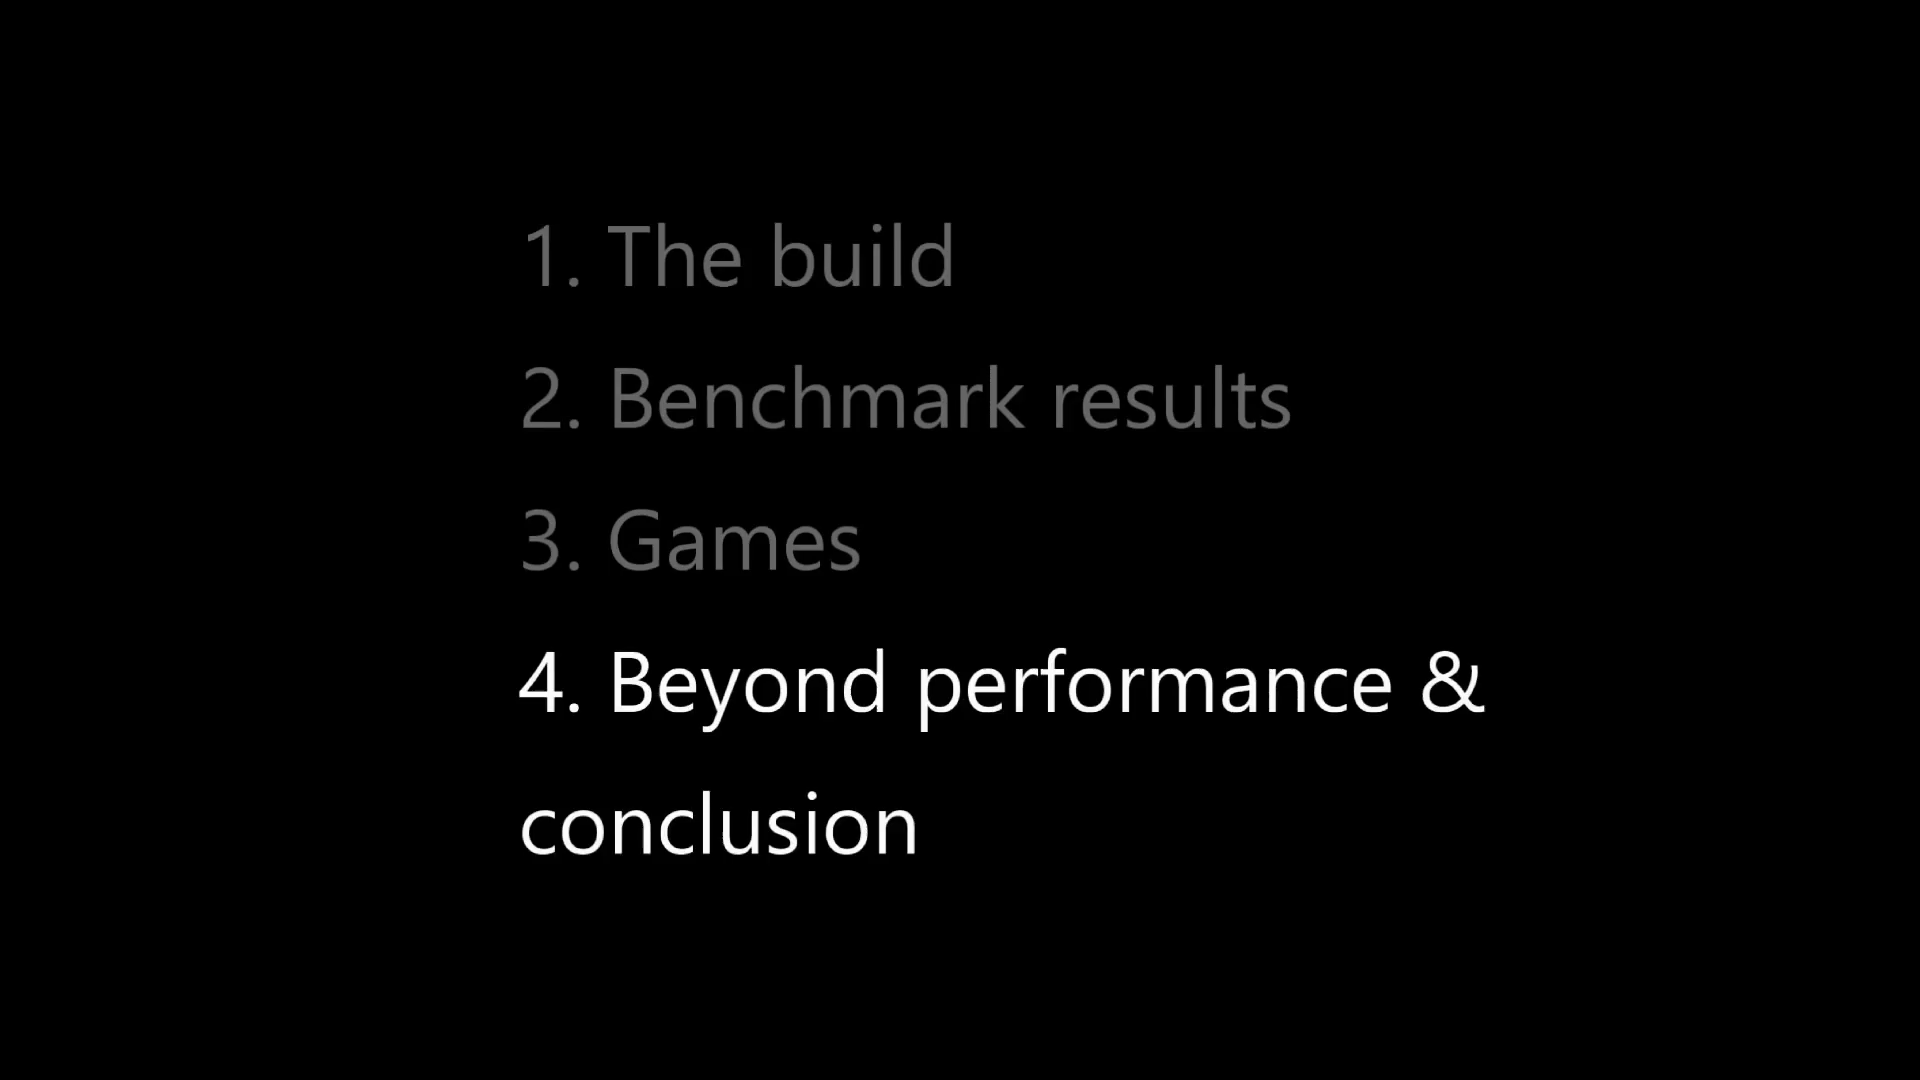 1. The build
2. Benchmark results
3. Games
4. Beyond performance &
conclusion